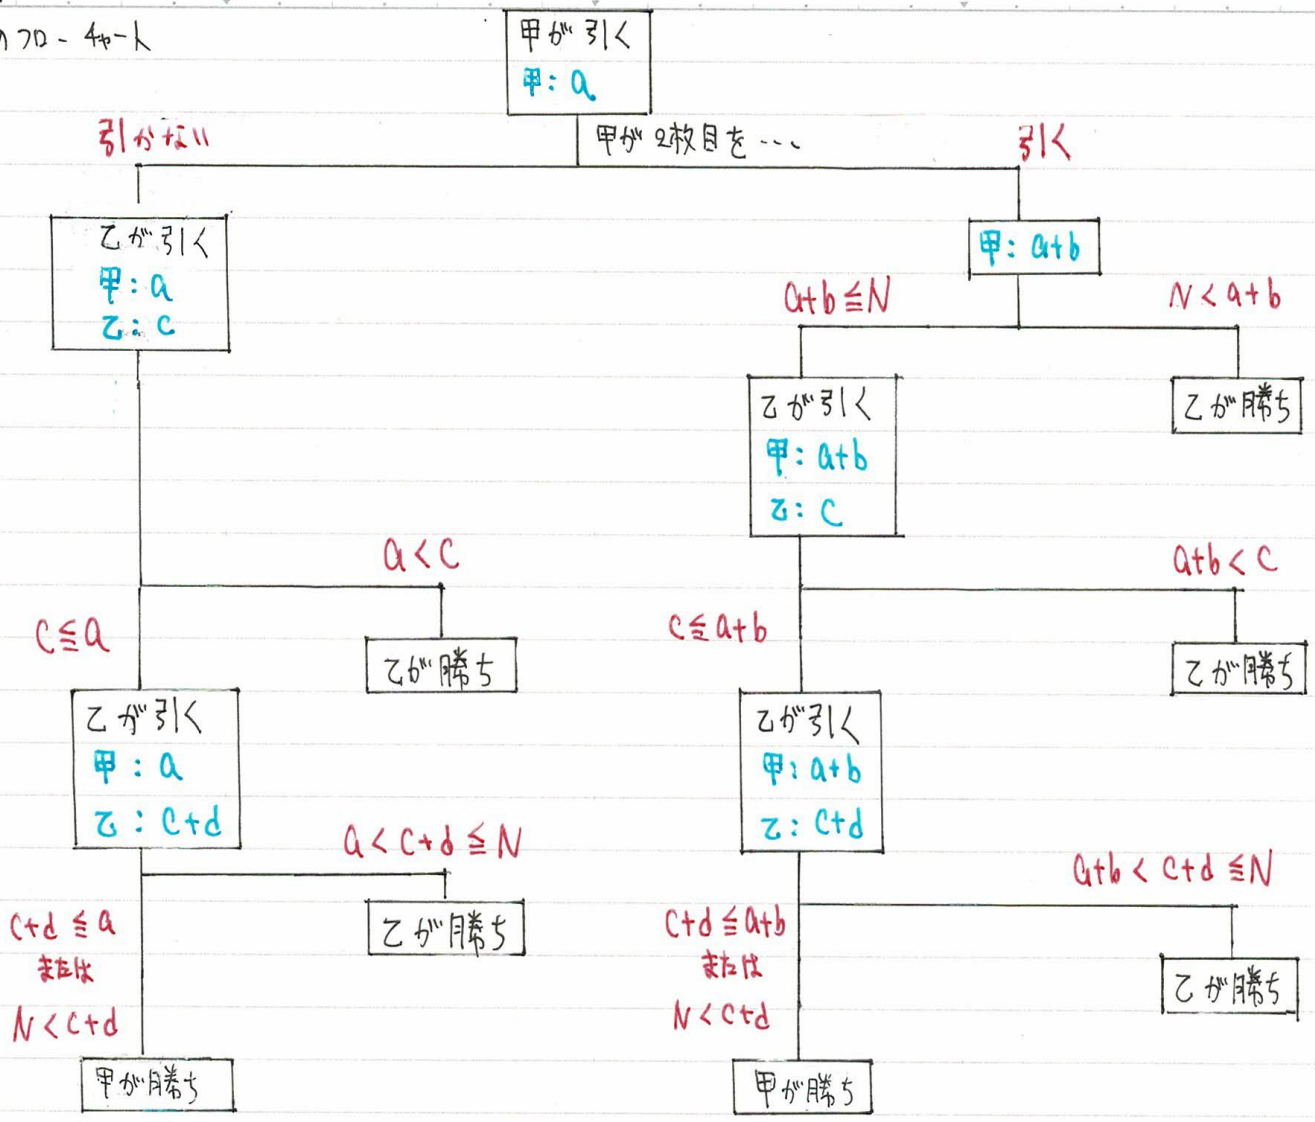 のフローチャート
甲が引く
甲：a
甲が2枚目を…
引かない
引く
乙が引く
甲：a
乙：c
甲：a+b
a+b≦N
N<a+b
乙が引く
甲：a+b
乙：c
乙が勝ち
a<c
c≦a
乙が勝ち
a+b<c
c≦a+b
乙が勝ち
乙が引く
甲：a
乙：c+d
乙が引く
甲：a+b
乙：c+d
a<c+d≦N
乙が勝ち
c+d≦a
または
N<c+d
甲が勝ち
a+b<c+d≦N
乙が勝ち
c+d≦a+b
または
N<c+d
甲が勝ち